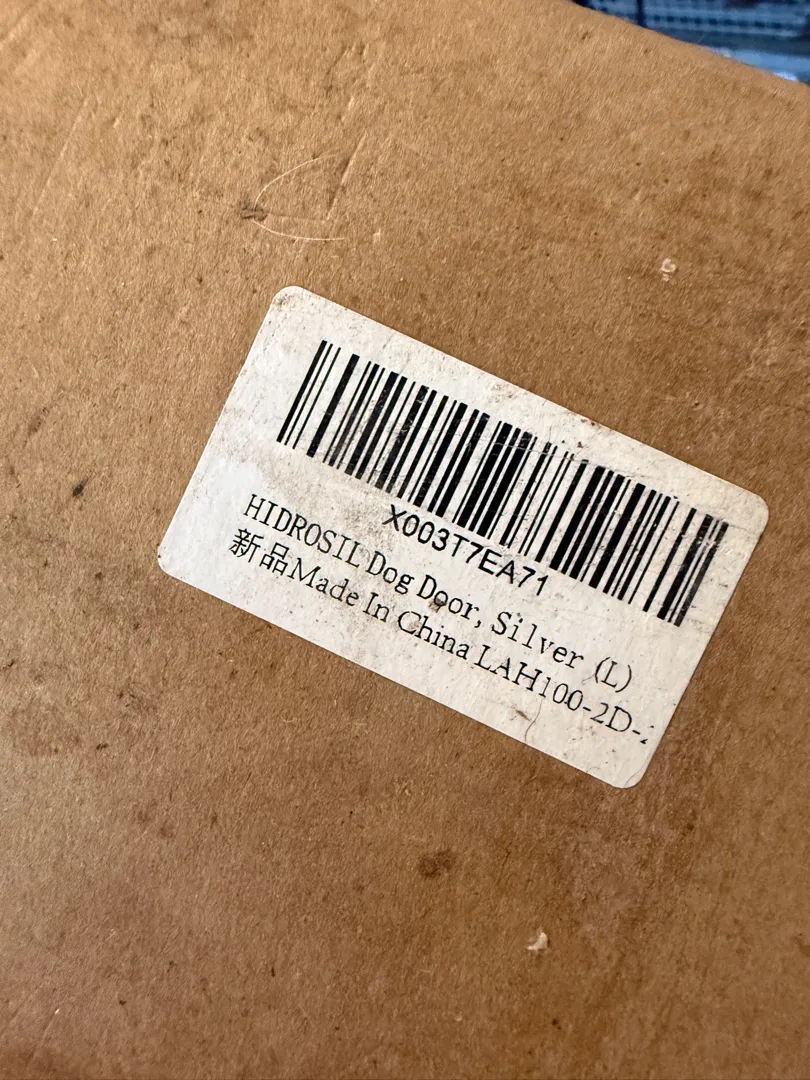 X003T7EA71
HIDROSIL Dog Door, Silver (L)
新品Made In China LAH100-2D-